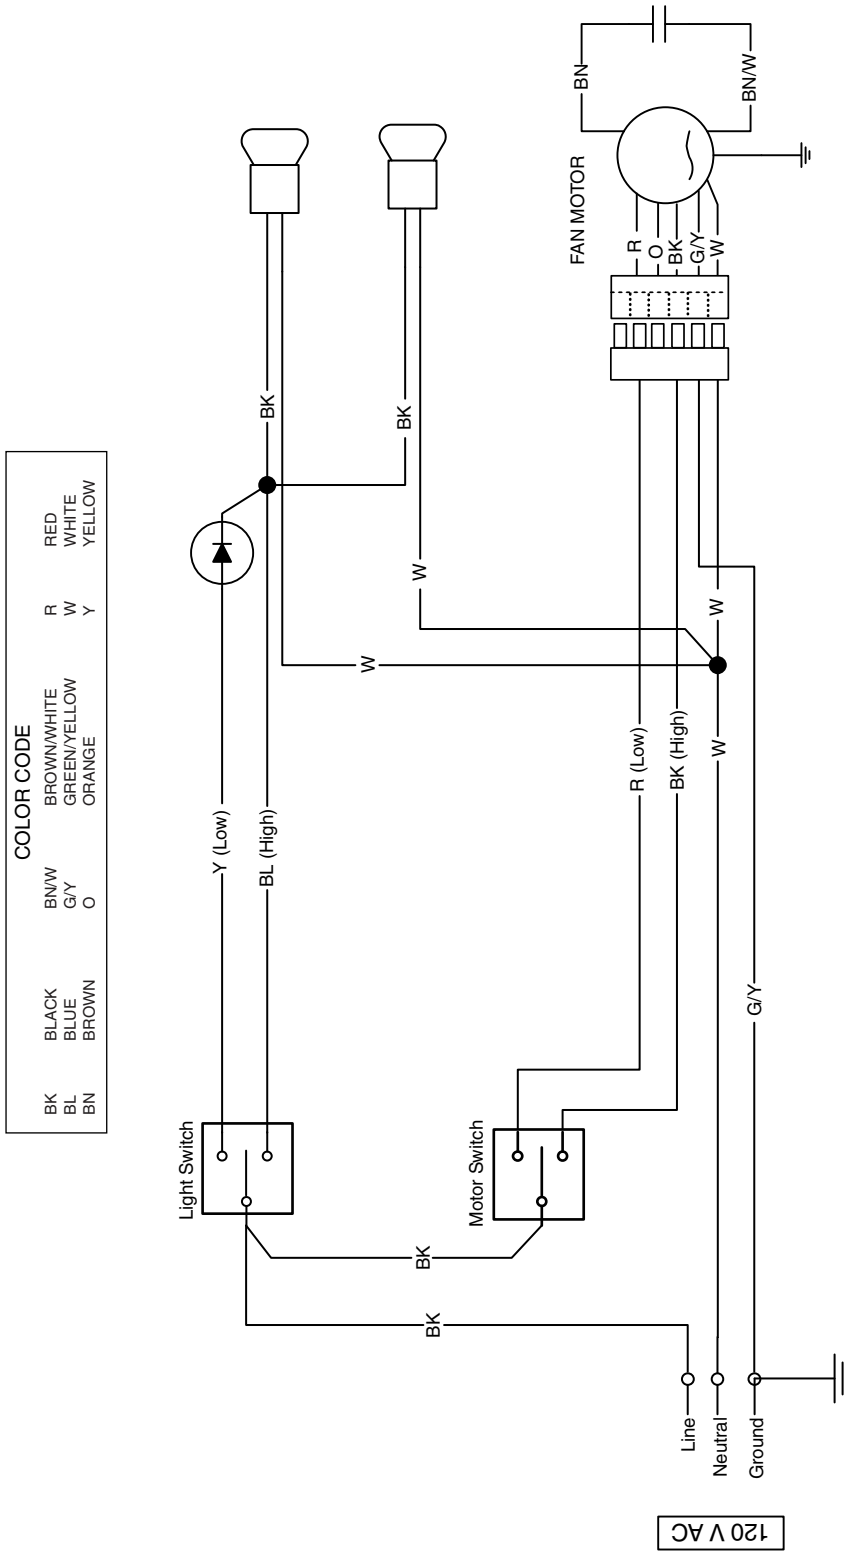 COLOR CODE
BK BLACK BN/W BROWN/WHITE R RED
BL BLUE G/Y GREEN/YELLOW W WHITE
BN BROWN O ORANGE Y YELLOW
Light Switch
Y (Low)
BL (High)
BK
BK
W
W
BK
BK
Motor Switch
FAN MOTOR
BN
BN/W
R
O
BK
G/Y
W
R (Low)
BK (High)
W
W
G/Y
Line
Neutral
Ground
120 V AC